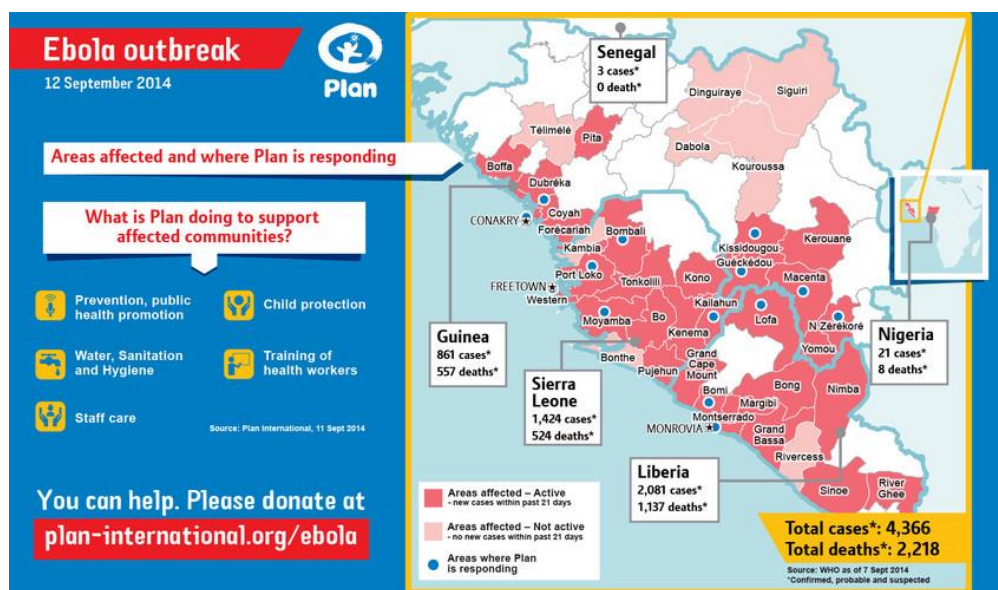 Ebola outbreak
12 September 2014
Plan
Areas affected and where Plan is responding
What is Plan doing to support
affected communities?
Prevention, public
health promotion
Child protection
Water, Sanitation
and Hygiene
Training of
health workers
Staff care
Source: Plan International, 11 Sept 2014
You can help. Please donate at
plan-international.org/ebola
Senegal
3 cases*
0 death*
Dinguiraye
Siguiri
Télimélé
Pita
Dabola
Boffa
Kouroussa
Dubréka
CONAKRY
Coyah
Forécariah
Kambia
Bombali
Kissidougou
Kerouane
Guéckédou
Port Loko
Tonkolili
Kono
Macenta
FREETOWN
Western
Kailahun
Moyamba
Bo
Lofa
N Zérékoré
Kenema
Yomou
Bonthe
Pujehun
Grand
Cape
Mount
Bong
Nimba
Bomi
Margibi
Montserrado
MONROVIA
Grand
Bassa
Rivercess
Sinoe
River
Ghee
Guinea
861 cases*
557 deaths*
Sierra
Leone
1,424 cases*
524 deaths*
Nigeria
21 cases*
8 deaths*
Liberia
2,081 cases*
1,137 deaths*
Areas affected – Active
- new cases within past 21 days
Areas affected – Not active
- no new cases within past 21 days
Areas where Plan
is responding
Total cases*: 4,366
Total deaths*: 2,218
Source: WHO as of 7 Sept 2014
*Confirmed, probable and suspected